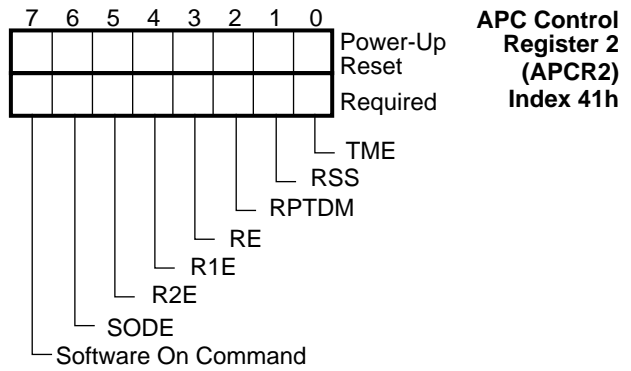 7 6 5 4 3 2 1 0
Power-Up
Reset
Required
APC Control
Register 2
(APCR2)
Index 41h
TME
RSS
RPTDM
RE
R1E
R2E
SODE
Software On Command